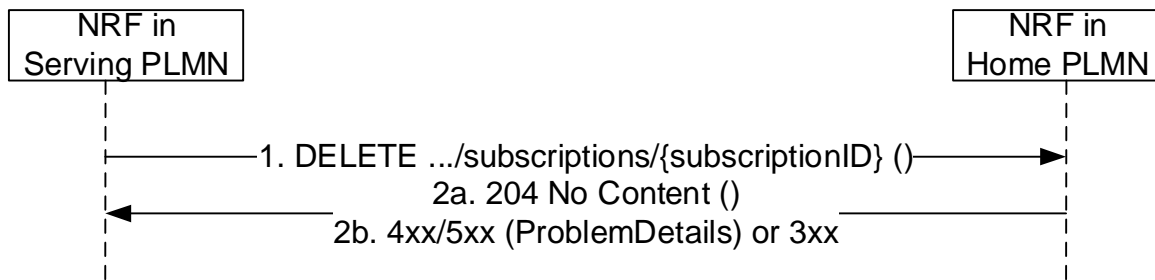 NRF in
Serving PLMN
NRF in
Home PLMN
1. DELETE .../subscriptions/{subscriptionID} ()
2a. 204 No Content ()
2b. 4xx/5xx (ProblemDetails) or 3xx